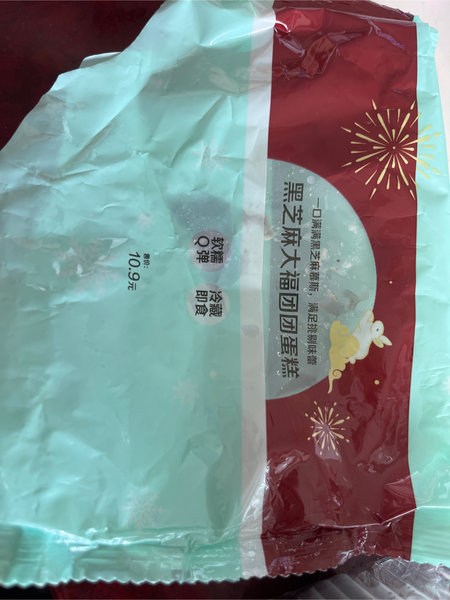 一口满满黑芝麻慕斯，满足挑剔味蕾
黑芝麻大福团团蛋糕
软糯
Q弹
冷藏
即食
售价：
10.9元